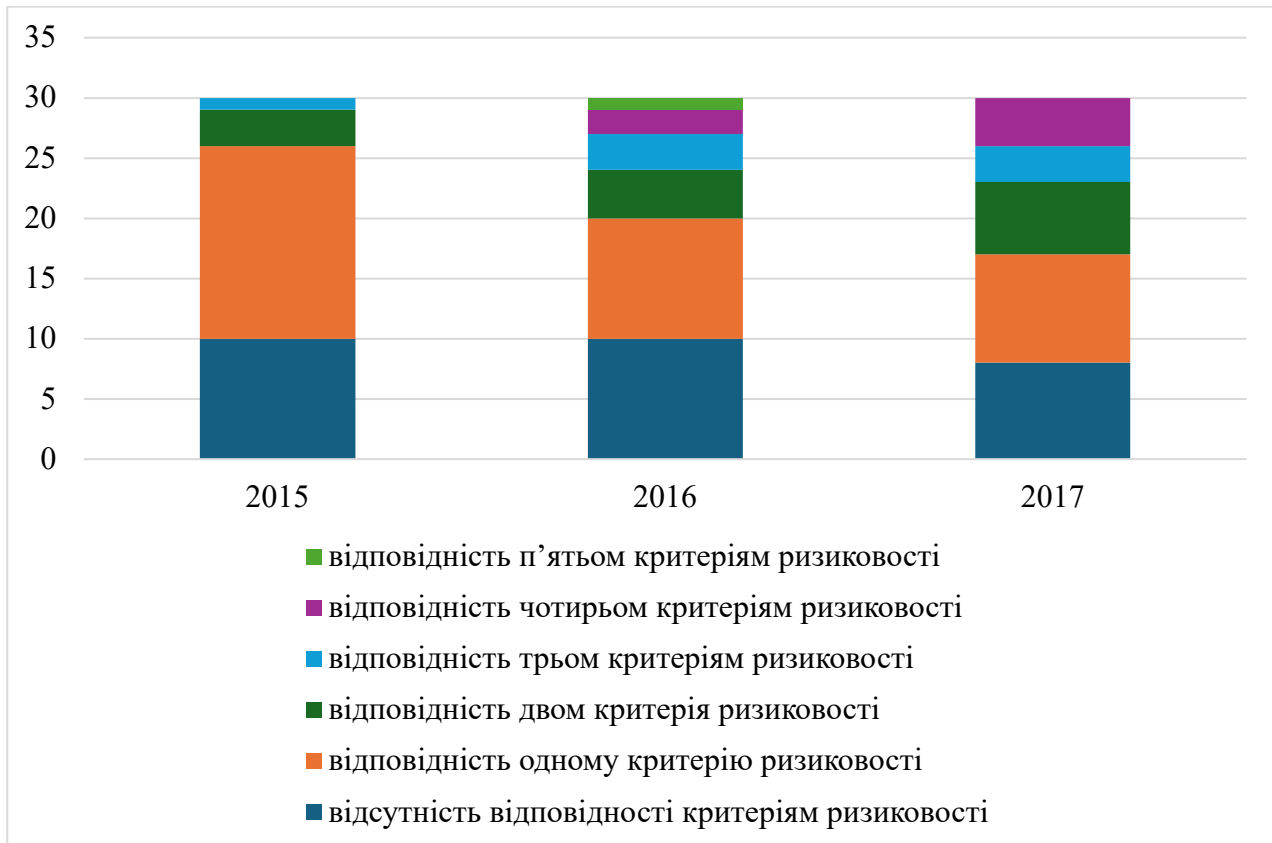 35
30
25
20
15
10
5
0
2015 2016 2017
відповідність п’ятьом критеріям ризиковості
відповідність чотирьом критеріям ризиковості
відповідність трьом критеріям ризиковості
відповідність двом критерія ризиковості
відповідність одному критерію ризиковості
відсутність відповідності критеріям ризиковості